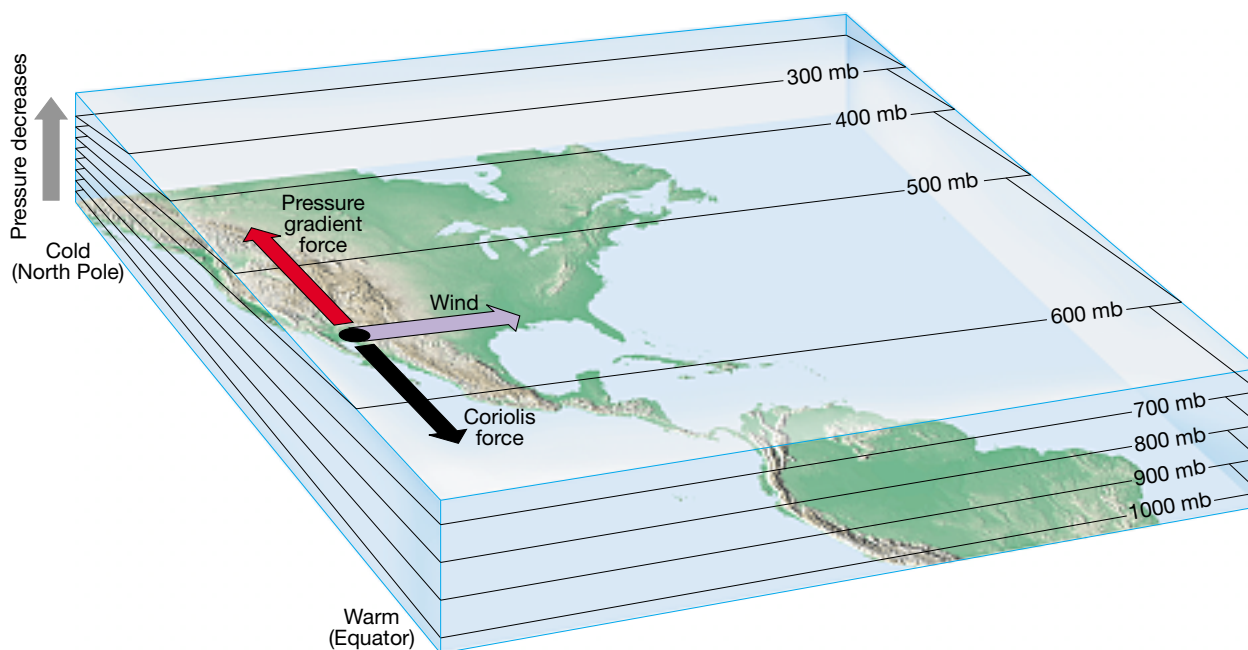 Pressure decreases
300 mb
400 mb
500 mb
Pressure
gradient
force
Cold
(North Pole)
Wind
600 mb
Coriolis
force
700 mb
800 mb
900 mb
1000 mb
Warm
(Equator)